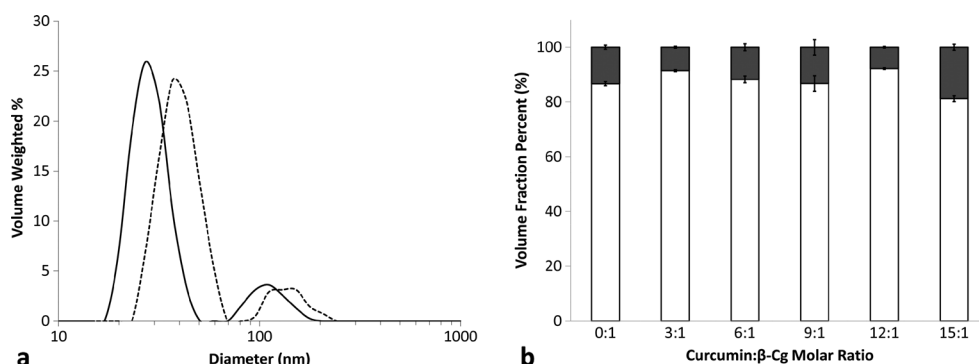 30
25
20
15
10
5
0
Volume Weighted %
10 100 1000
Diameter (nm)
a
100
80
60
40
20
0
Volume Fraction Percent (%)
0:1 3:1 6:1 9:1 12:1 15:1
Curcumin:β-Cg Molar Ratio
b